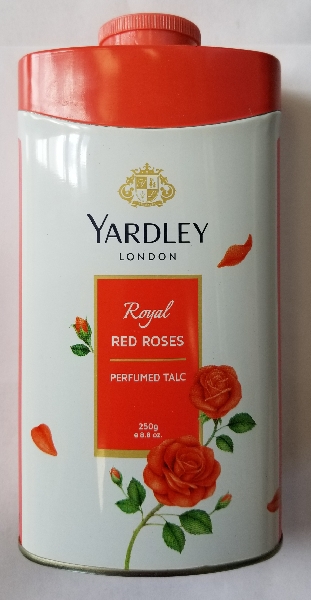 YARDLEY
LONDON
Royal
RED ROSES
PERFUMED TALC
250g
e 8.8 oz.